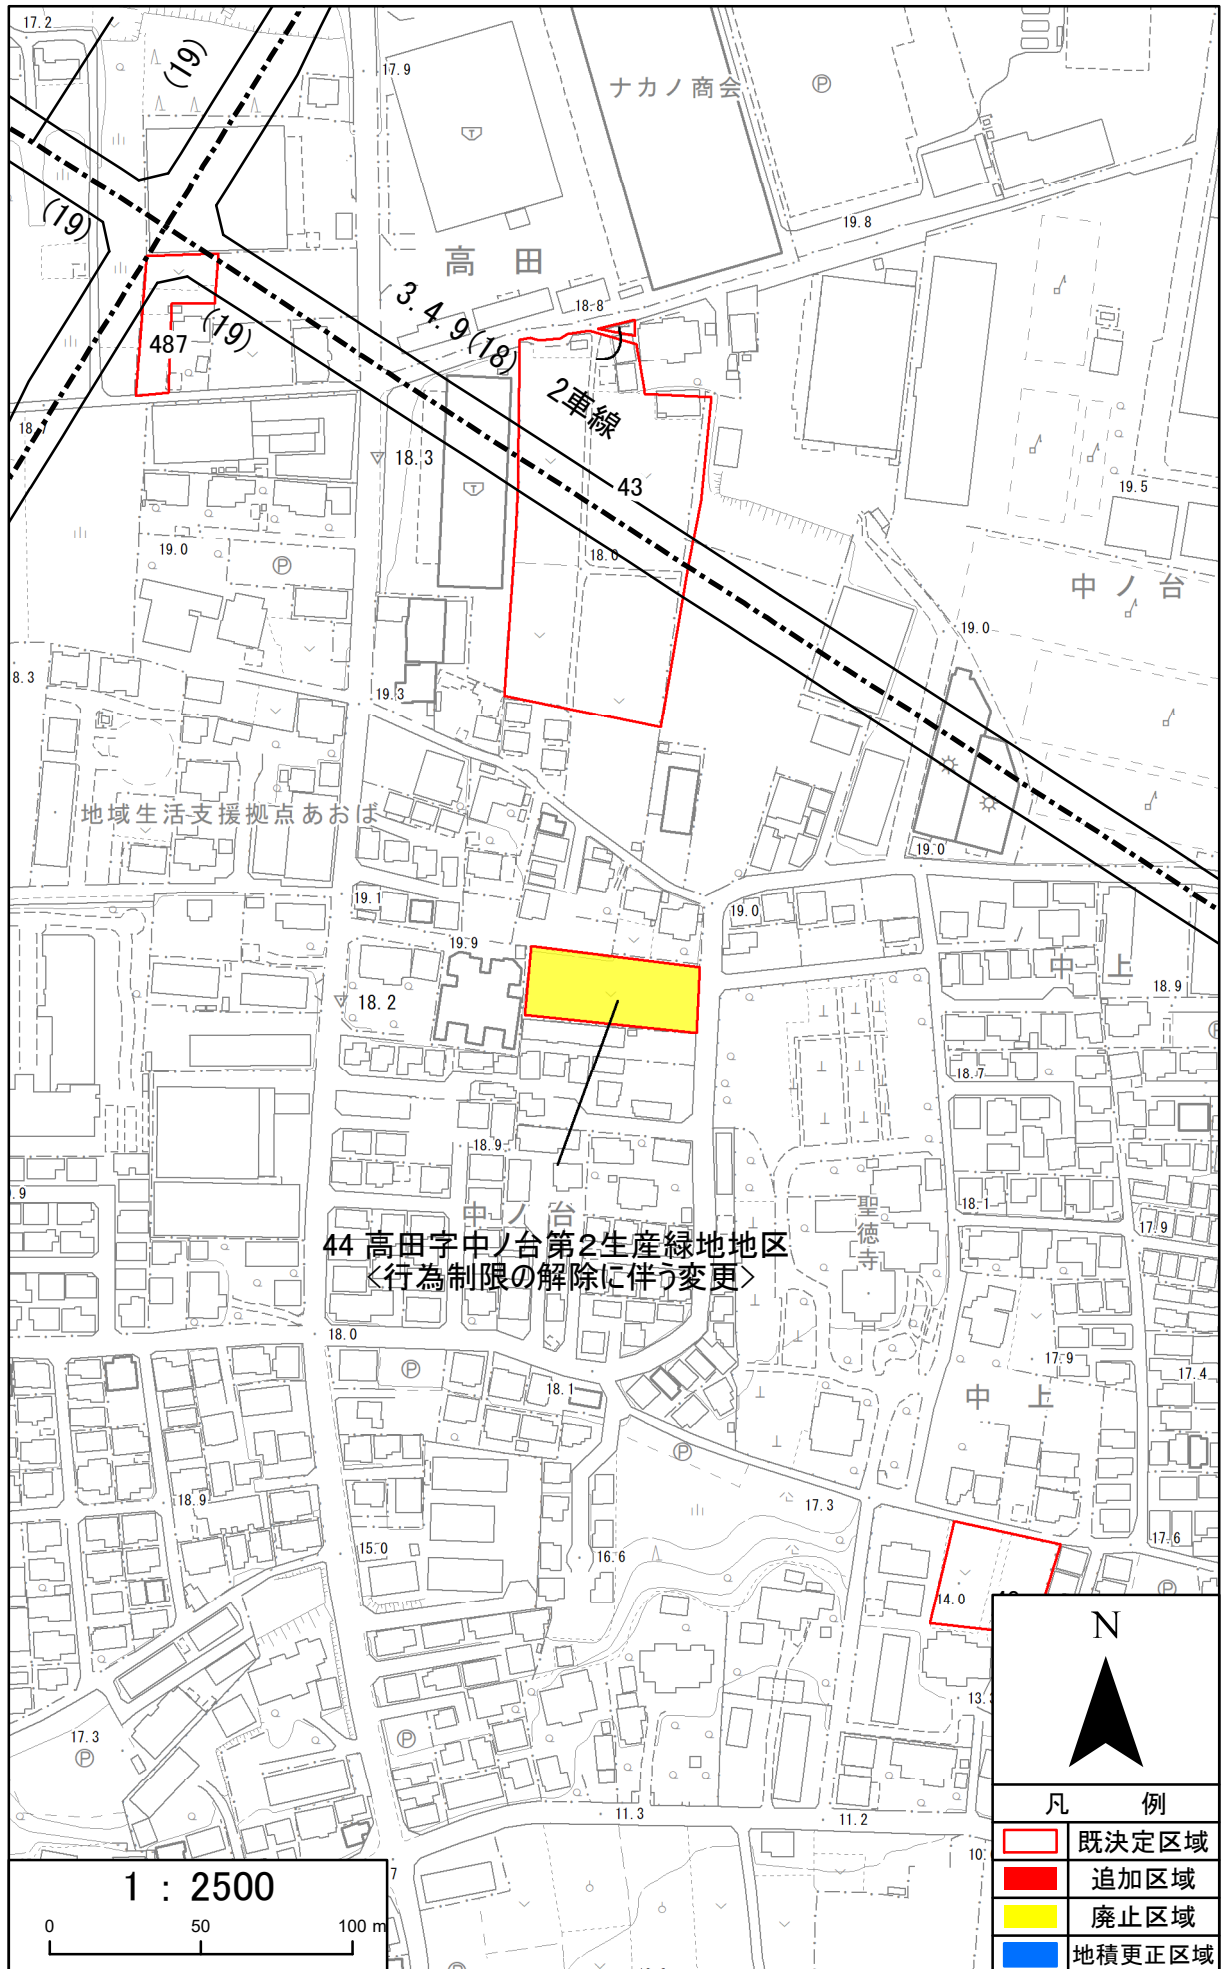 17.2
(19)
17.9
ナカノ商会
Ⓟ
(19)
高田
19.8
3.4.9(18)
18.8
487
(19)
2車線
18.3
43
19.5
19.0
Ⓟ
18.0
中ノ台
19.0
8.3
19.3
地域生活支援拠点あおば
19.0
19.1
19.0
19.9
中上
18.2
18.9
18.7
18.9
.9
18.1
聖徳寺
17.9
中ノ台
44 高田字中ノ台第2生産緑地地区
<行為制限の解除に伴う変更>
18.0
Ⓟ
17.9
17.4
18.1
中上
Ⓟ
18.9
17.3
15.0
16.6
17.6
Ⓟ
14.0
N
13.3
17.3
Ⓟ
Ⓟ
11.3
11.2
凡例
既決定区域
追加区域
廃止区域
地積更正区域
10.
7
1 : 2500
0 50 100 m